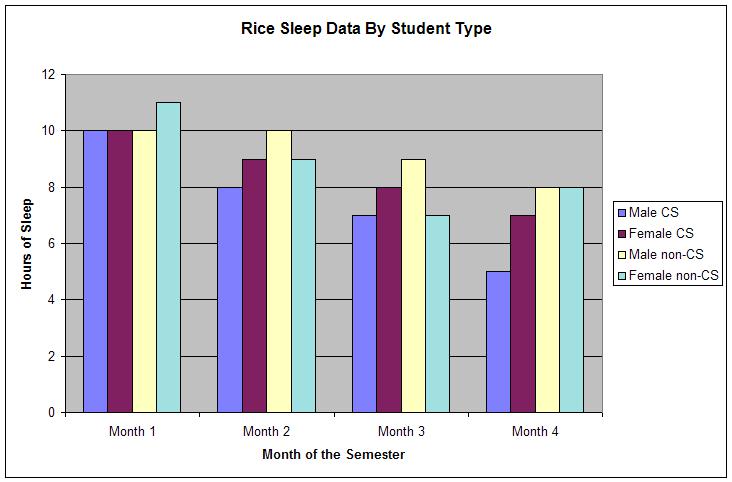 Rice Sleep Data By Student Type
12
10
8
6
4
2
0
Hours of Sleep
Month 1
Month 2
Month 3
Month 4
Month of the Semester
Male CS
Female CS
Male non-CS
Female non-CS